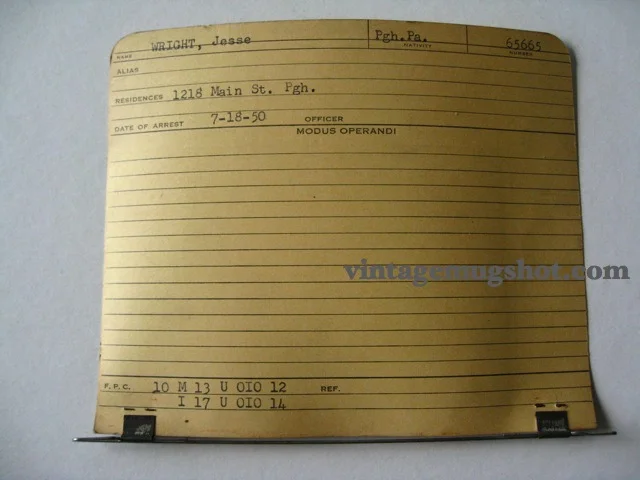 NAME WRIGHT, Jesse Pgh.Pa. NATIVITY 65665 NUMBER
ALIAS
RESIDENCES 1218 Main St. Pgh.
DATE OF ARREST 7-18-50 OFFICER
MODUS OPERANDI
vintagemugshot.com
F. P. C. 10 M 13 U OIO 12 REF.
I 17 U OIO 14